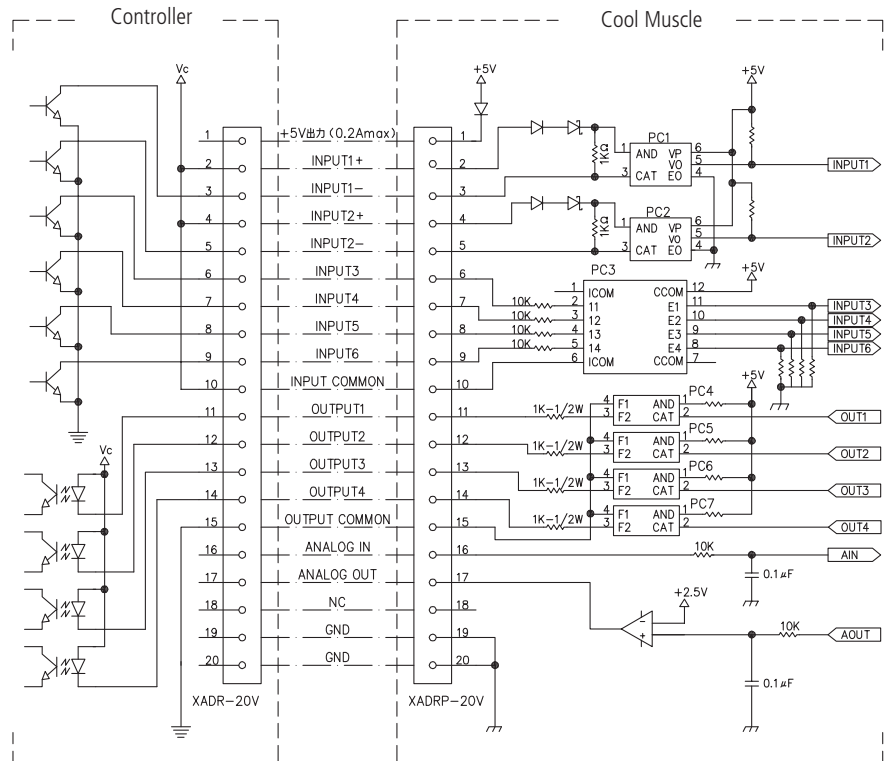 Controller
Cool Muscle
Vc
+5V
+5V
1 +5V出力(0.2Amax) 1
2 INPUT1+ 2
3 INPUT1− 3
4 INPUT2+ 4
5 INPUT2− 5
6 INPUT3 6
7 INPUT4 7
8 INPUT5 8
9 INPUT6 9
10 INPUT COMMON 10
11 OUTPUT1 11
12 OUTPUT2 12
13 OUTPUT3 13
14 OUTPUT4 14
15 OUTPUT COMMON 15
16 ANALOG IN 16
17 ANALOG OUT 17
18 NC 18
19 GND 19
20 GND 20
XADR−20V
XADRP−20V
Vc
PC1
1KΩ
1 AND VP 6
VO 5
3 CAT EO 4
INPUT1
PC2
1KΩ
1 AND VP 6
VO 5
3 CAT EO 4
INPUT2
PC3
+5V
1 ICOM CCOM 12
10K 2 11 E1 11 INPUT3
10K 3 12 E2 10 INPUT4
10K 4 13 E3 9 INPUT5
10K 5 14 E4 8 INPUT6
6 ICOM CCOM 7
+5V
PC4
4 F1 AND 1
1K−1/2W 3 F2 CAT 2 OUT1
PC5
4 F1 AND 1
1K−1/2W 3 F2 CAT 2 OUT2
PC6
4 F1 AND 1
1K−1/2W 3 F2 CAT 2 OUT3
PC7
4 F1 AND 1
1K−1/2W 3 F2 CAT 2 OUT4
10K AIN
0.1μF
+2.5V
−
+
10K AOUT
0.1μF